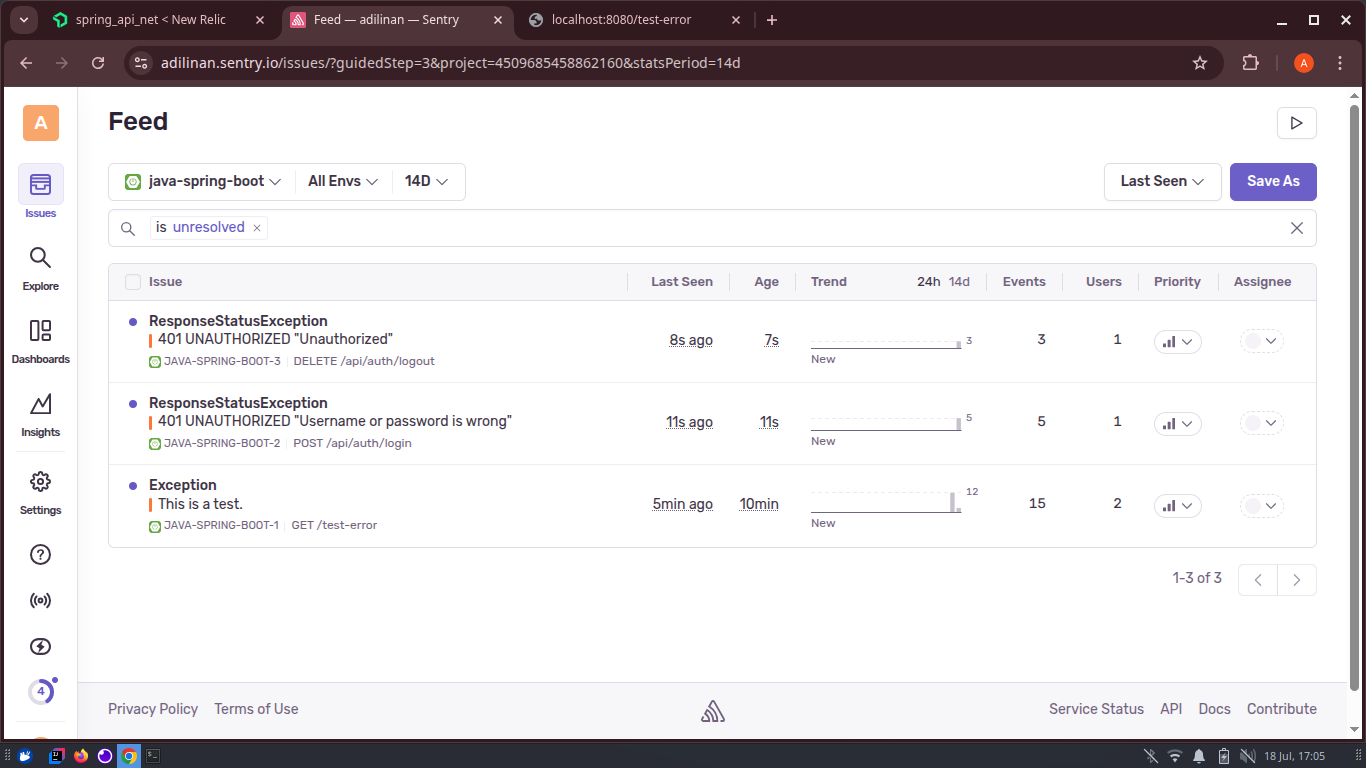 spring_api_net < New Relic
Feed — adilinan — Sentry
localhost:8080/test-error
adilinan.sentry.io/issues/?guidedStep=3&project=4509685458862160&statsPeriod=14d
A
A
Feed
java-spring-boot
All Envs
14D
Last Seen
Save As
is unresolved
Issues
Explore
Dashboards
Insights
Settings
4
Issue
Last Seen
Age
Trend
24h
14d
Events
Users
Priority
Assignee
ResponseStatusException
401 UNAUTHORIZED "Unauthorized"
JAVA-SPRING-BOOT-3
DELETE /api/auth/logout
8s ago
7s
3
New
3
1
ResponseStatusException
401 UNAUTHORIZED "Username or password is wrong"
JAVA-SPRING-BOOT-2
POST /api/auth/login
11s ago
11s
5
New
5
1
Exception
This is a test.
JAVA-SPRING-BOOT-1
GET /test-error
5min ago
10min
12
New
15
2
1-3 of 3
Privacy Policy
Terms of Use
Service Status
API
Docs
Contribute
18 Jul, 17:05